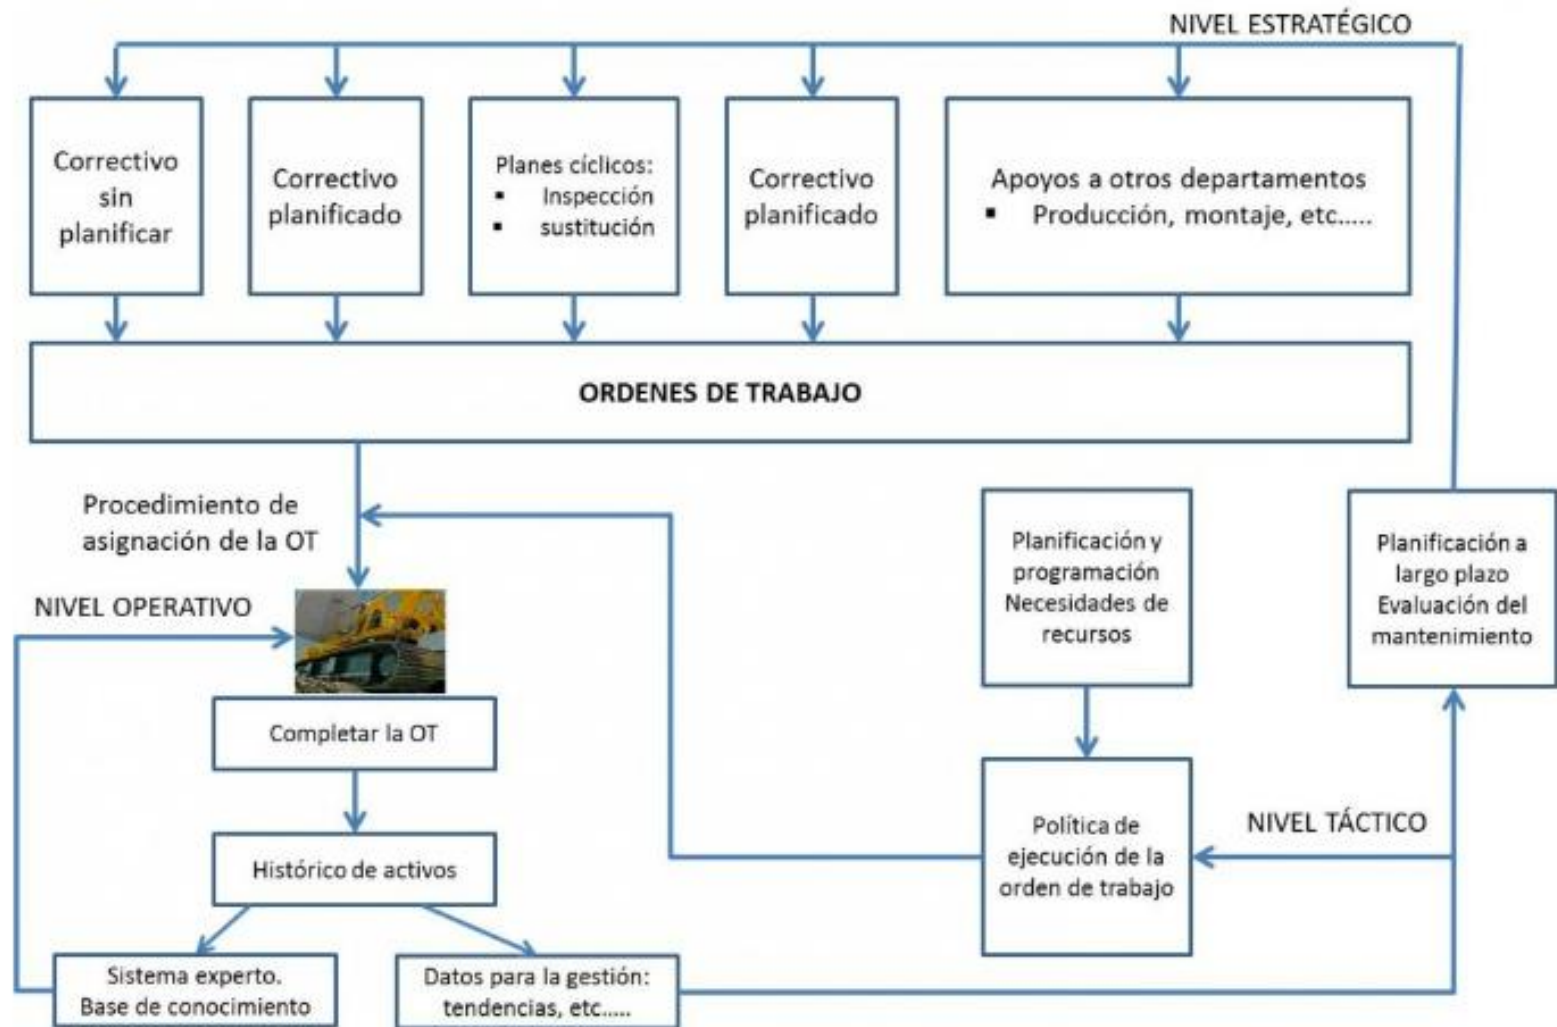 NIVEL ESTRATÉGICO
Correctivo
sin
planificar
Correctivo
planificado
Planes cíclicos:
▪ Inspección
▪ sustitución
Correctivo
planificado
Apoyos a otros departamentos
▪ Producción, montaje, etc.....
ORDENES DE TRABAJO
Procedimiento de
asignación de la OT
NIVEL OPERATIVO
Completar la OT
Histórico de activos
Sistema experto.
Base de conocimiento
Datos para la gestión:
tendencias, etc.....
Planificación y
programación
Necesidades de
recursos
Política de
ejecución de la
orden de trabajo
NIVEL TÁCTICO
Planificación a
largo plazo
Evaluación del
mantenimiento